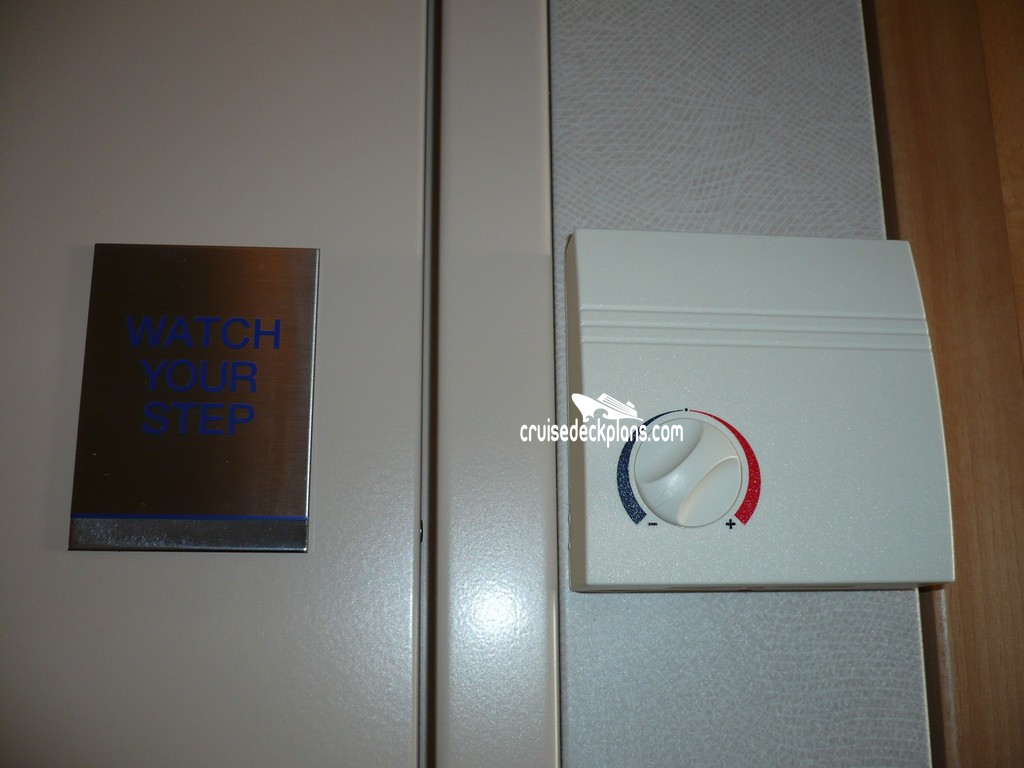 WATCH
YOUR
STEP
cruisedeckplans.com
- +